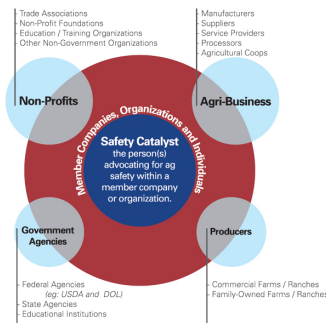 - Trade Associations
- Non-Profit Foundations
- Education / Training Organizations
- Other Non-Government Organizations
- Manufacturers
- Suppliers
- Service Providers
- Processors
- Agricultural Coops
Non-Profits
Agri-Business
Member Companies, Organizations and Individuals
Safety Catalyst
the person(s)
advocating for ag
safety within a
member company
or organization.
Government
Agencies
Producers
- Federal Agencies
(eg: USDA and DOL)
- State Agencies
- Educational Institutions
- Commercial Farms / Ranches
- Family-Owned Farms / Ranches